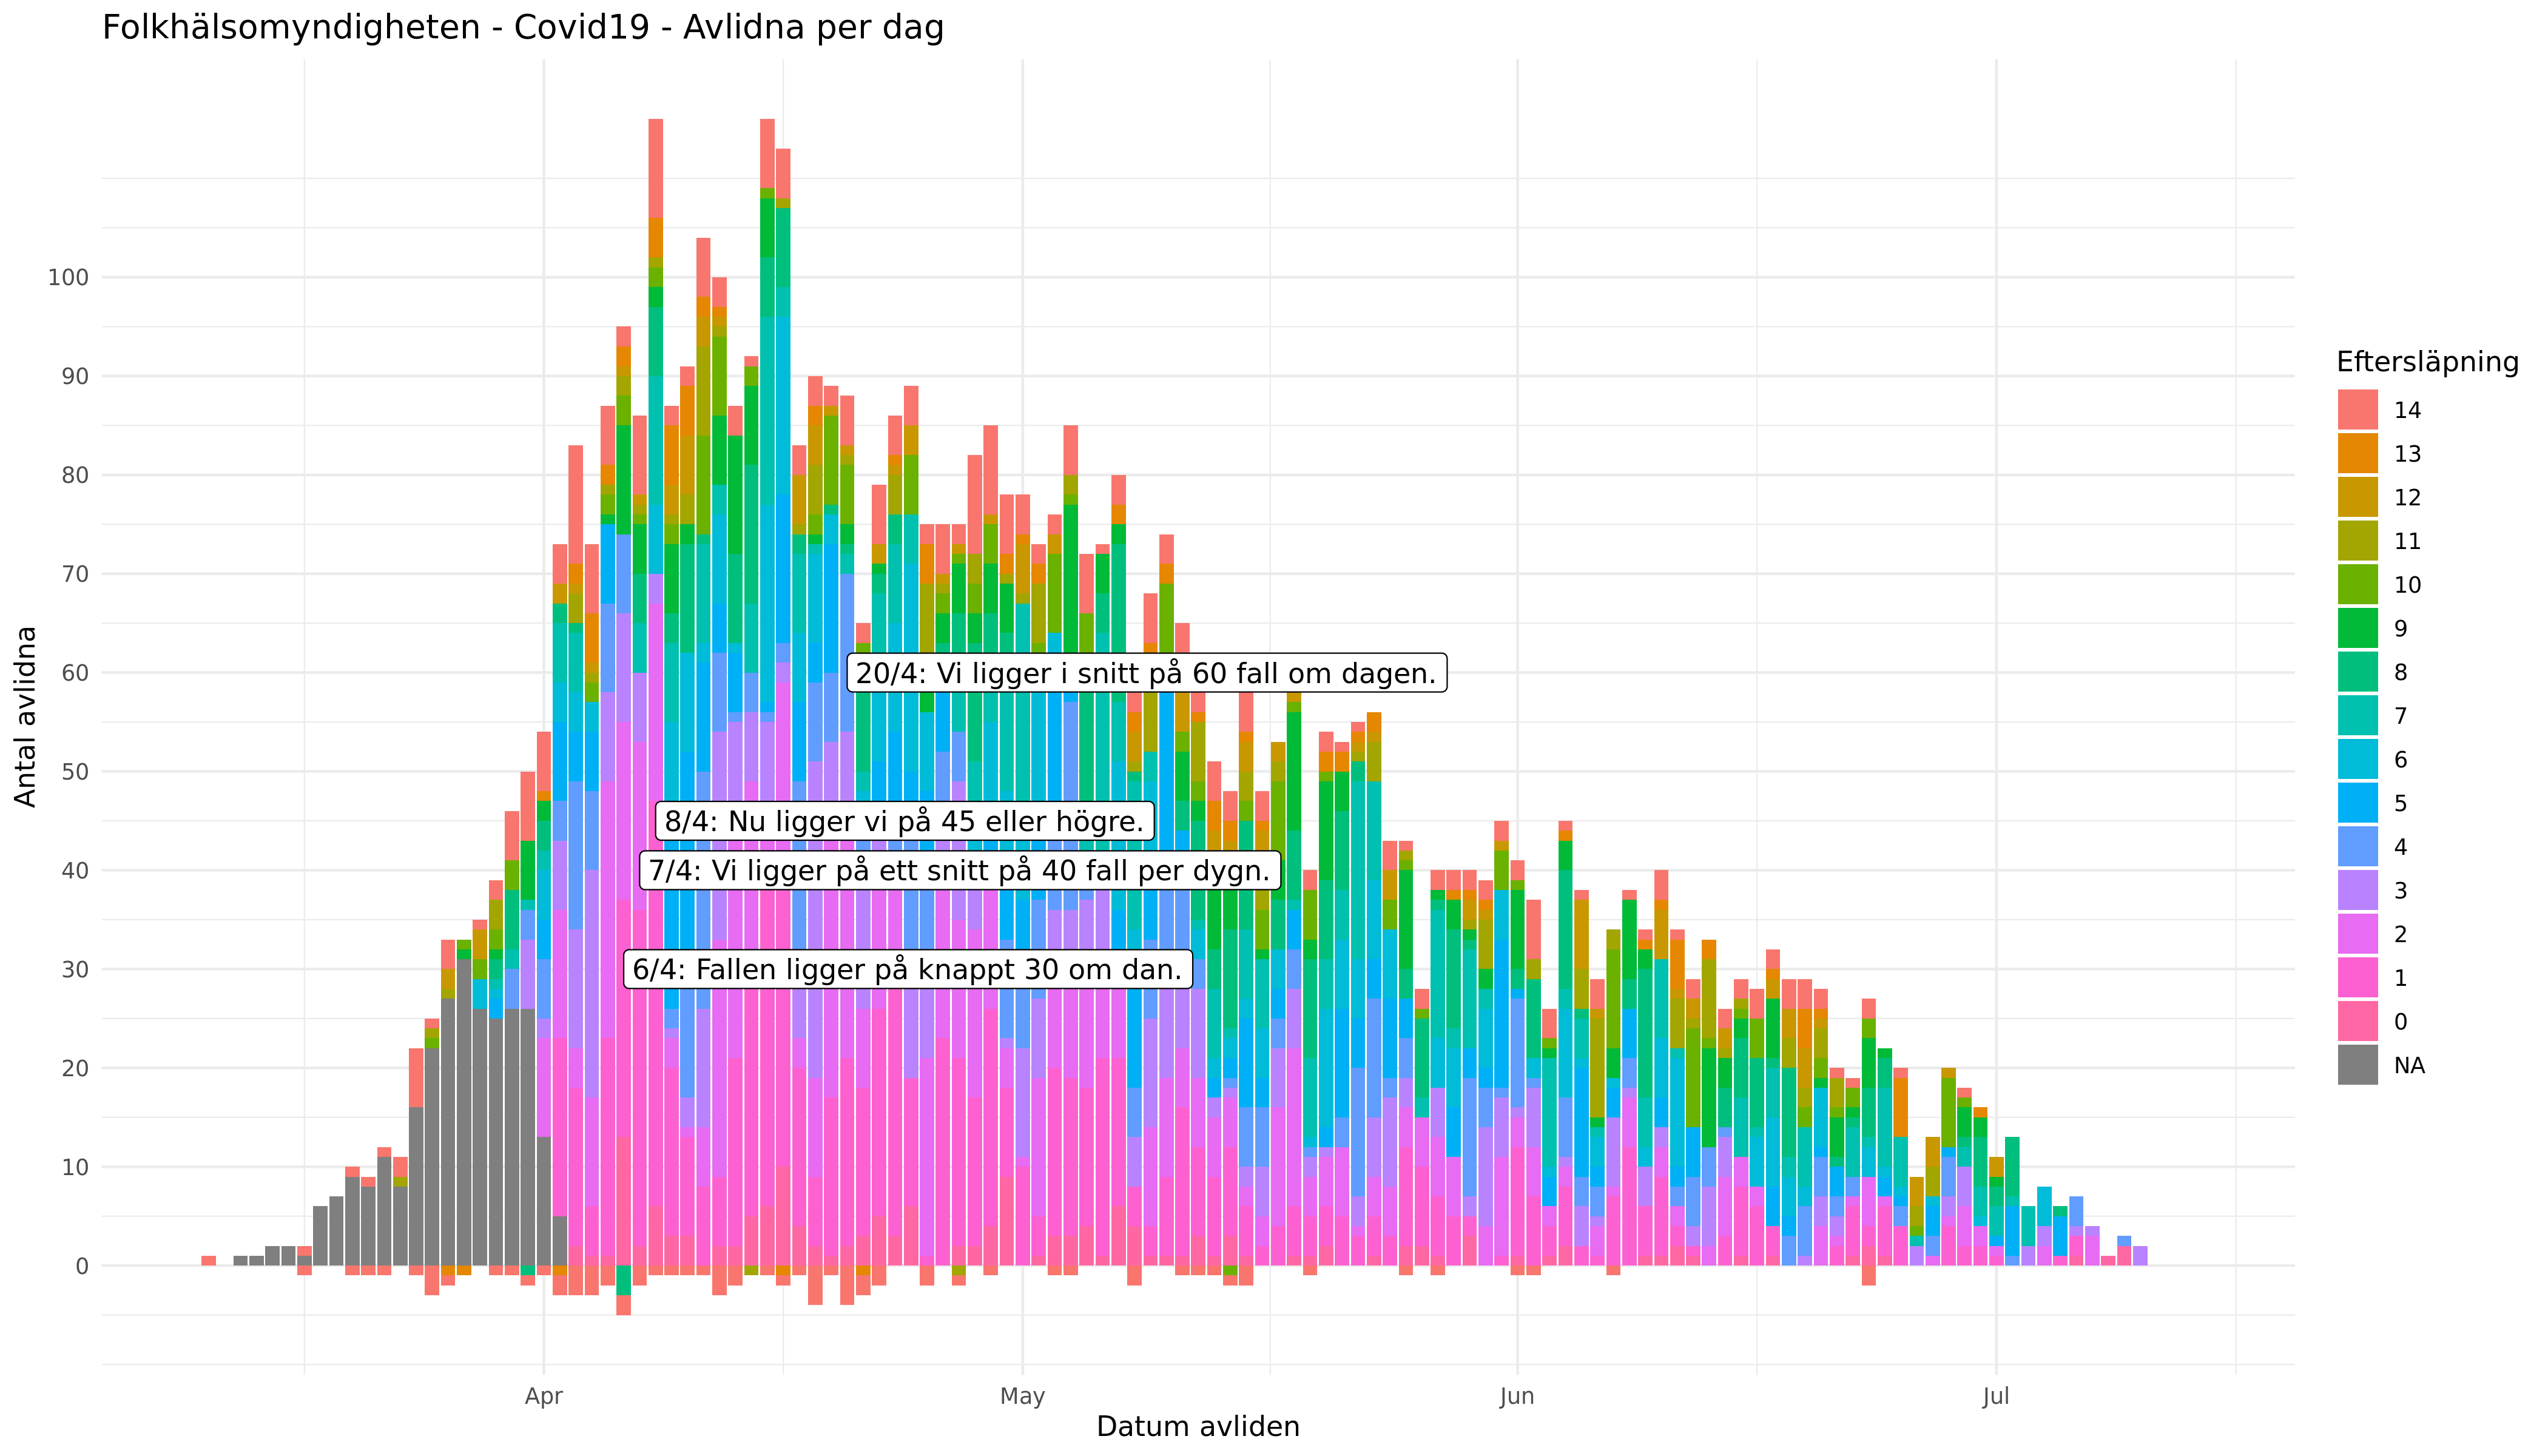 Folkhälsomyndigheten - Covid19 - Avlidna per dag
Antal avlidna
100
90
80
70
60
50
40
30
20
10
0
20/4: Vi ligger i snitt på 60 fall om dagen.
8/4: Nu ligger vi på 45 eller högre.
7/4: Vi ligger på ett snitt på 40 fall per dygn.
6/4: Fallen ligger på knappt 30 om dan.
Apr May Jun Jul
Datum avliden
Eftersläpning
14
13
12
11
10
9
8
7
6
5
4
3
2
1
0
NA